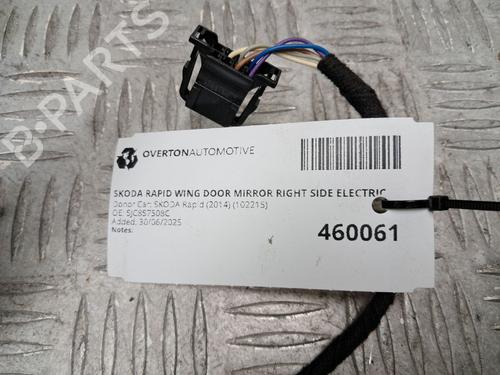 B-PARTS
OVERTONAUTOMOTIVE
SKODA RAPID WING DOOR MIRROR RIGHT SIDE ELECTRIC
Donor Car: SKODA Rapid (2014) (102215)
OE: 5JC857508C
Added: 30/06/2025
Notes:
460061